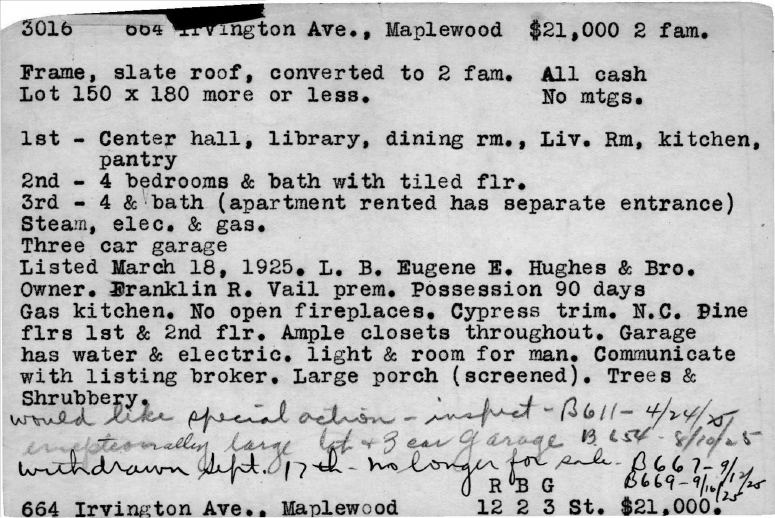 3016 664 Irvington Ave., Maplewood $21,000 2 fam.
Frame, slate roof, converted to 2 fam. All cash
Lot 150 x 180 more or less. No mtgs.
1st - Center hall, library, dining rm., Liv. Rm, kitchen,
pantry
2nd - 4 bedrooms & bath with tiled flr.
3rd - 4 & bath (apartment rented has separate entrance)
Steam, elec. & gas.
Three car garage
Listed March 18, 1925. L. B. Eugene E. Hughes & Bro.
Owner. Franklin R. Vail prem. Possession 90 days
Gas kitchen. No open fireplaces. Cypress trim. N.C. Pine
flrs 1st & 2nd flr. Ample closets throughout. Garage
has water & electric. light & room for man. Communicate
with listing broker. Large porch (screened). Trees &
Shrubbery.
would like special action - inspect - B611 - 4/24/25
exceptionally large lot & 3 car garage B 654 - 8/10/25
withdrawn Sept. 17th - no longer for sale - B667 - 9/12/25
R B G B669 - 9/16/25
664 Irvington Ave., Maplewood 12 2 3 St. $21,000.